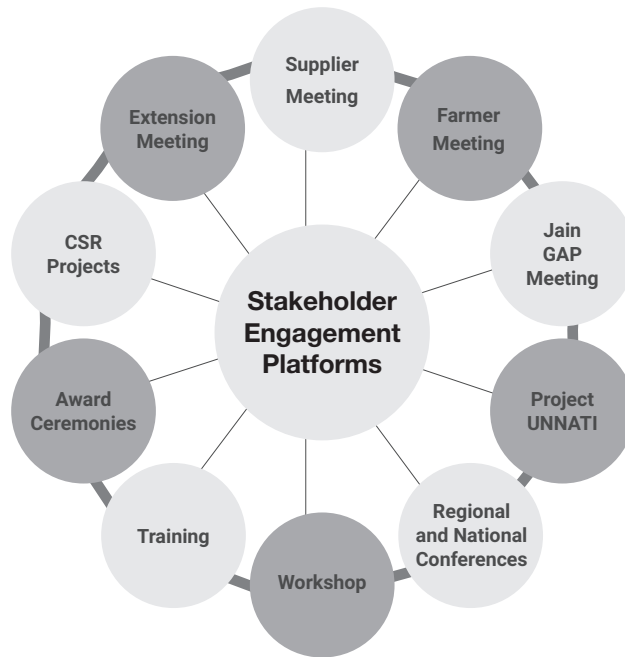 Supplier
Meeting
Farmer
Meeting
Jain
GAP
Meeting
Project
UNNATI
Regional
and National
Conferences
Workshop
Training
Award
Ceremonies
CSR
Projects
Extension
Meeting
Stakeholder
Engagement
Platforms